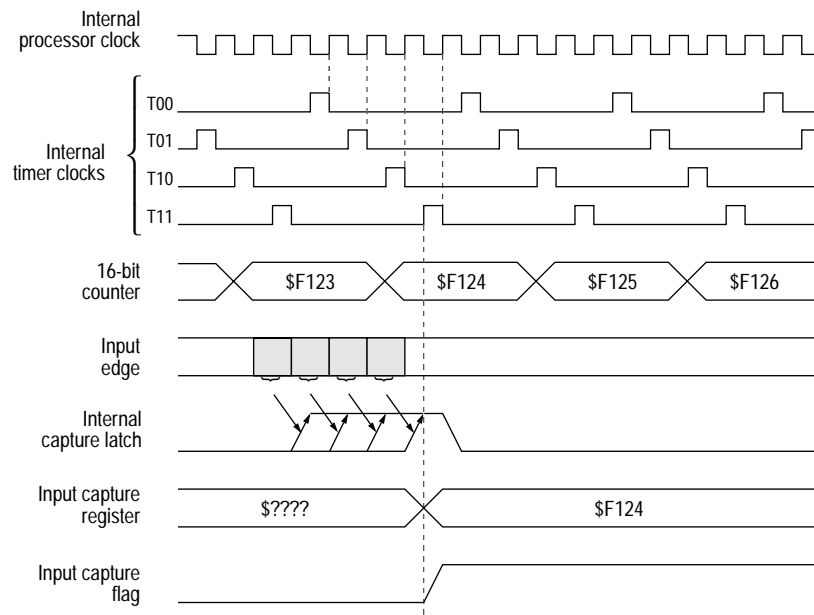 Internal
processor clock
Internal
timer clocks
T00
T01
T10
T11
16-bit
counter
$F123
$F124
$F125
$F126
Input
edge
Internal
capture latch
Input capture
register
$????
$F124
Input capture
flag